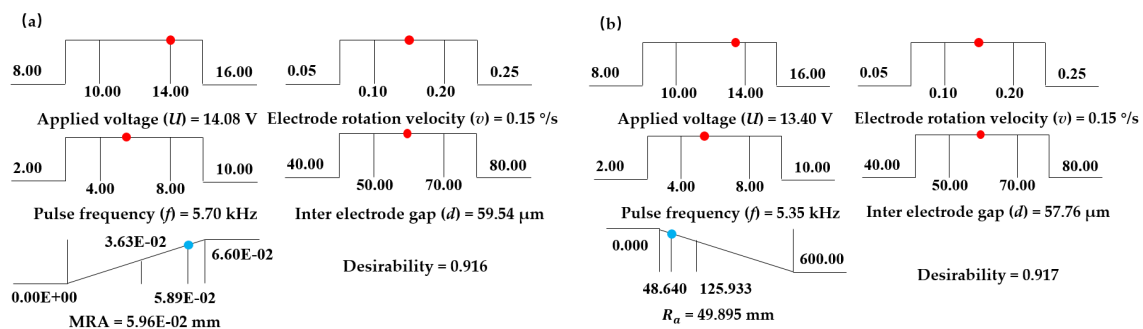 (a)
8.00 10.00 14.00 16.00
Applied voltage (U) = 14.08 V
0.05 0.10 0.20 0.25
Electrode rotation velocity (v) = 0.15 °/s
2.00 4.00 8.00 10.00
Pulse frequency (f) = 5.70 kHz
40.00 50.00 70.00 80.00
Inter electrode gap (d) = 59.54 μm
3.63E-02
6.60E-02
0.00E+00
5.89E-02
MRA = 5.96E-02 mm
Desirability = 0.916
(b)
8.00 10.00 14.00 16.00
Applied voltage (U) = 13.40 V
0.05 0.10 0.20 0.25
Electrode rotation velocity (v) = 0.15 °/s
2.00 4.00 8.00 10.00
Pulse frequency (f) = 5.35 kHz
40.00 50.00 70.00 80.00
Inter electrode gap (d) = 57.76 μm
0.000
600.00
48.640 125.933
Ra = 49.895 mm
Desirability = 0.917